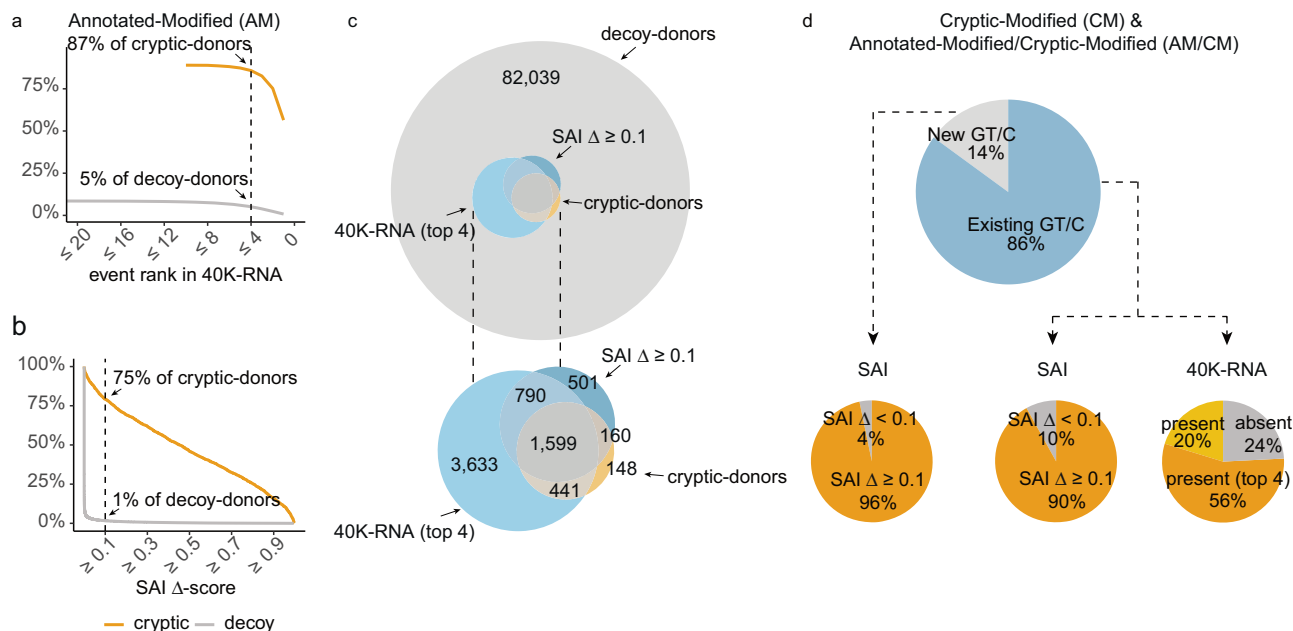 a
Annotated-Modified (AM)
87% of cryptic-donors
75%
50%
25%
0%
5% of decoy-donors
≤ 20
≤ 16
≤ 12
≤ 8
≤ 4
0
event rank in 40K-RNA
b
100%
75%
50%
25%
0%
75% of cryptic-donors
1% of decoy-donors
≥ 0.1
≥ 0.3
≥ 0.5
≥ 0.7
≥ 0.9
SAI Δ-score
cryptic
decoy
c
decoy-donors
82,039
SAI Δ ≥ 0.1
cryptic-donors
40K-RNA (top 4)
SAI Δ ≥ 0.1
501
790
1,599
160
148
3,633
441
cryptic-donors
40K-RNA (top 4)
d
Cryptic-Modified (CM) &
Annotated-Modified/Cryptic-Modified (AM/CM)
New GT/C
14%
Existing GT/C
86%
SAI
SAI Δ < 0.1
4%
SAI Δ ≥ 0.1
96%
SAI
SAI Δ < 0.1
10%
SAI Δ ≥ 0.1
90%
40K-RNA
present
20%
absent
24%
present (top 4)
56%